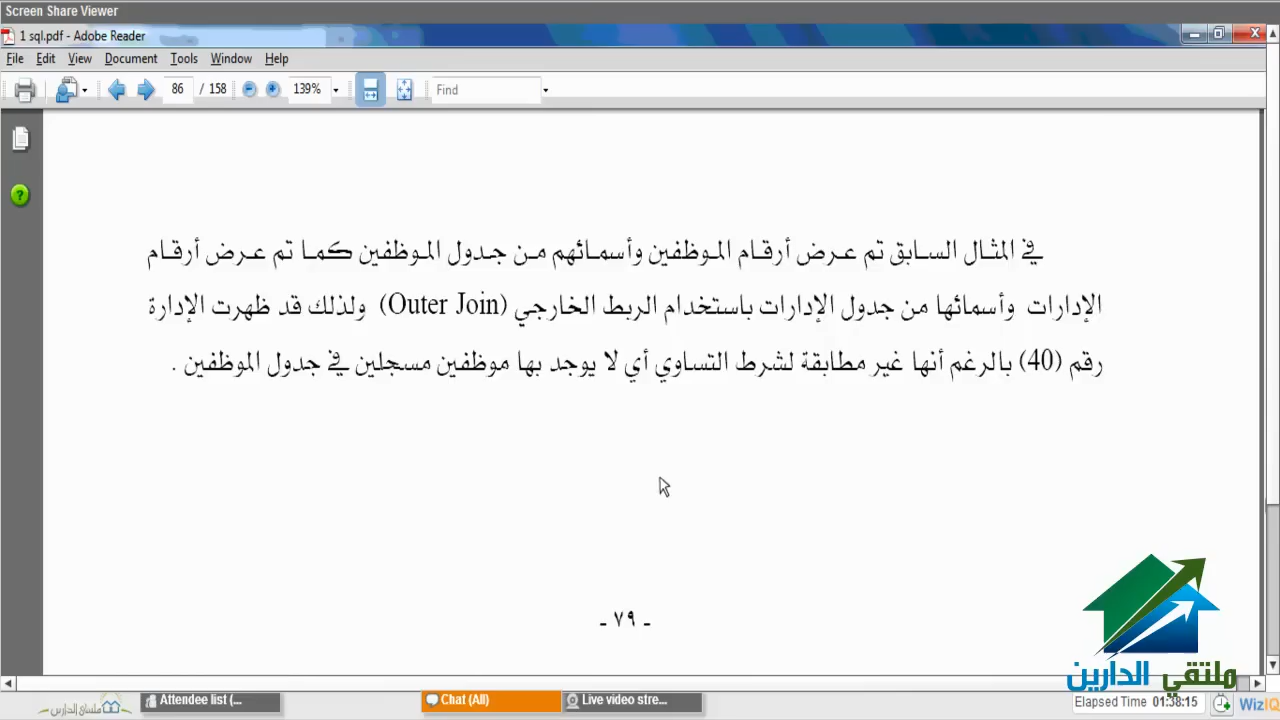 Screen Share Viewer
1 sql.pdf - Adobe Reader
File Edit View Document Tools Window Help
86 / 158 139% Find
في المثال السابق تم عرض أرقام الموظفين وأسمائهم من جدول الموظفين كما تم عرض أرقام
الإدارات وأسمائها من جدول الإدارات باستخدام الربط الخارجي (Outer Join) ولذلك قد ظهرت الإدارة
رقم (40) بالرغم أنها غير مطابقة لشرط التساوي أي لا يوجد بها موظفين مسجلين في جدول الموظفين .
- ٧٩ -
ملتقي الدارين
Attendee list (... Chat (All) Live video stre... Elapsed Time 01:38:15 WizIQ